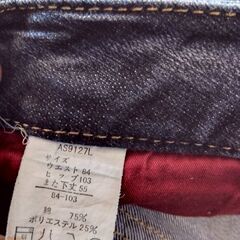 AS9127L
サイズ
ウエスト 84
ヒップ 103
また下丈 55
84-103
綿 75%
ポリエステル 25%